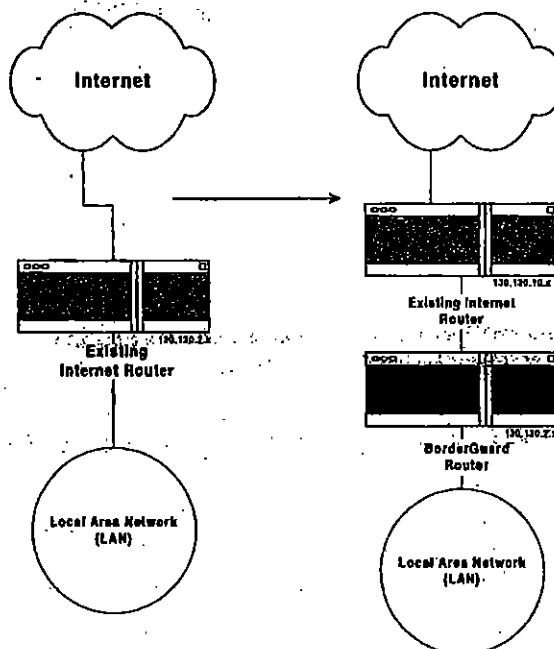 Internet
130.130.2.x
Existing
Internet Router
Local Area Network
(LAN)
Internet
130.130.10.x
Existing Internet
Router
130.130.2.x
BorderGuard
Router
Local Area Network
(LAN)